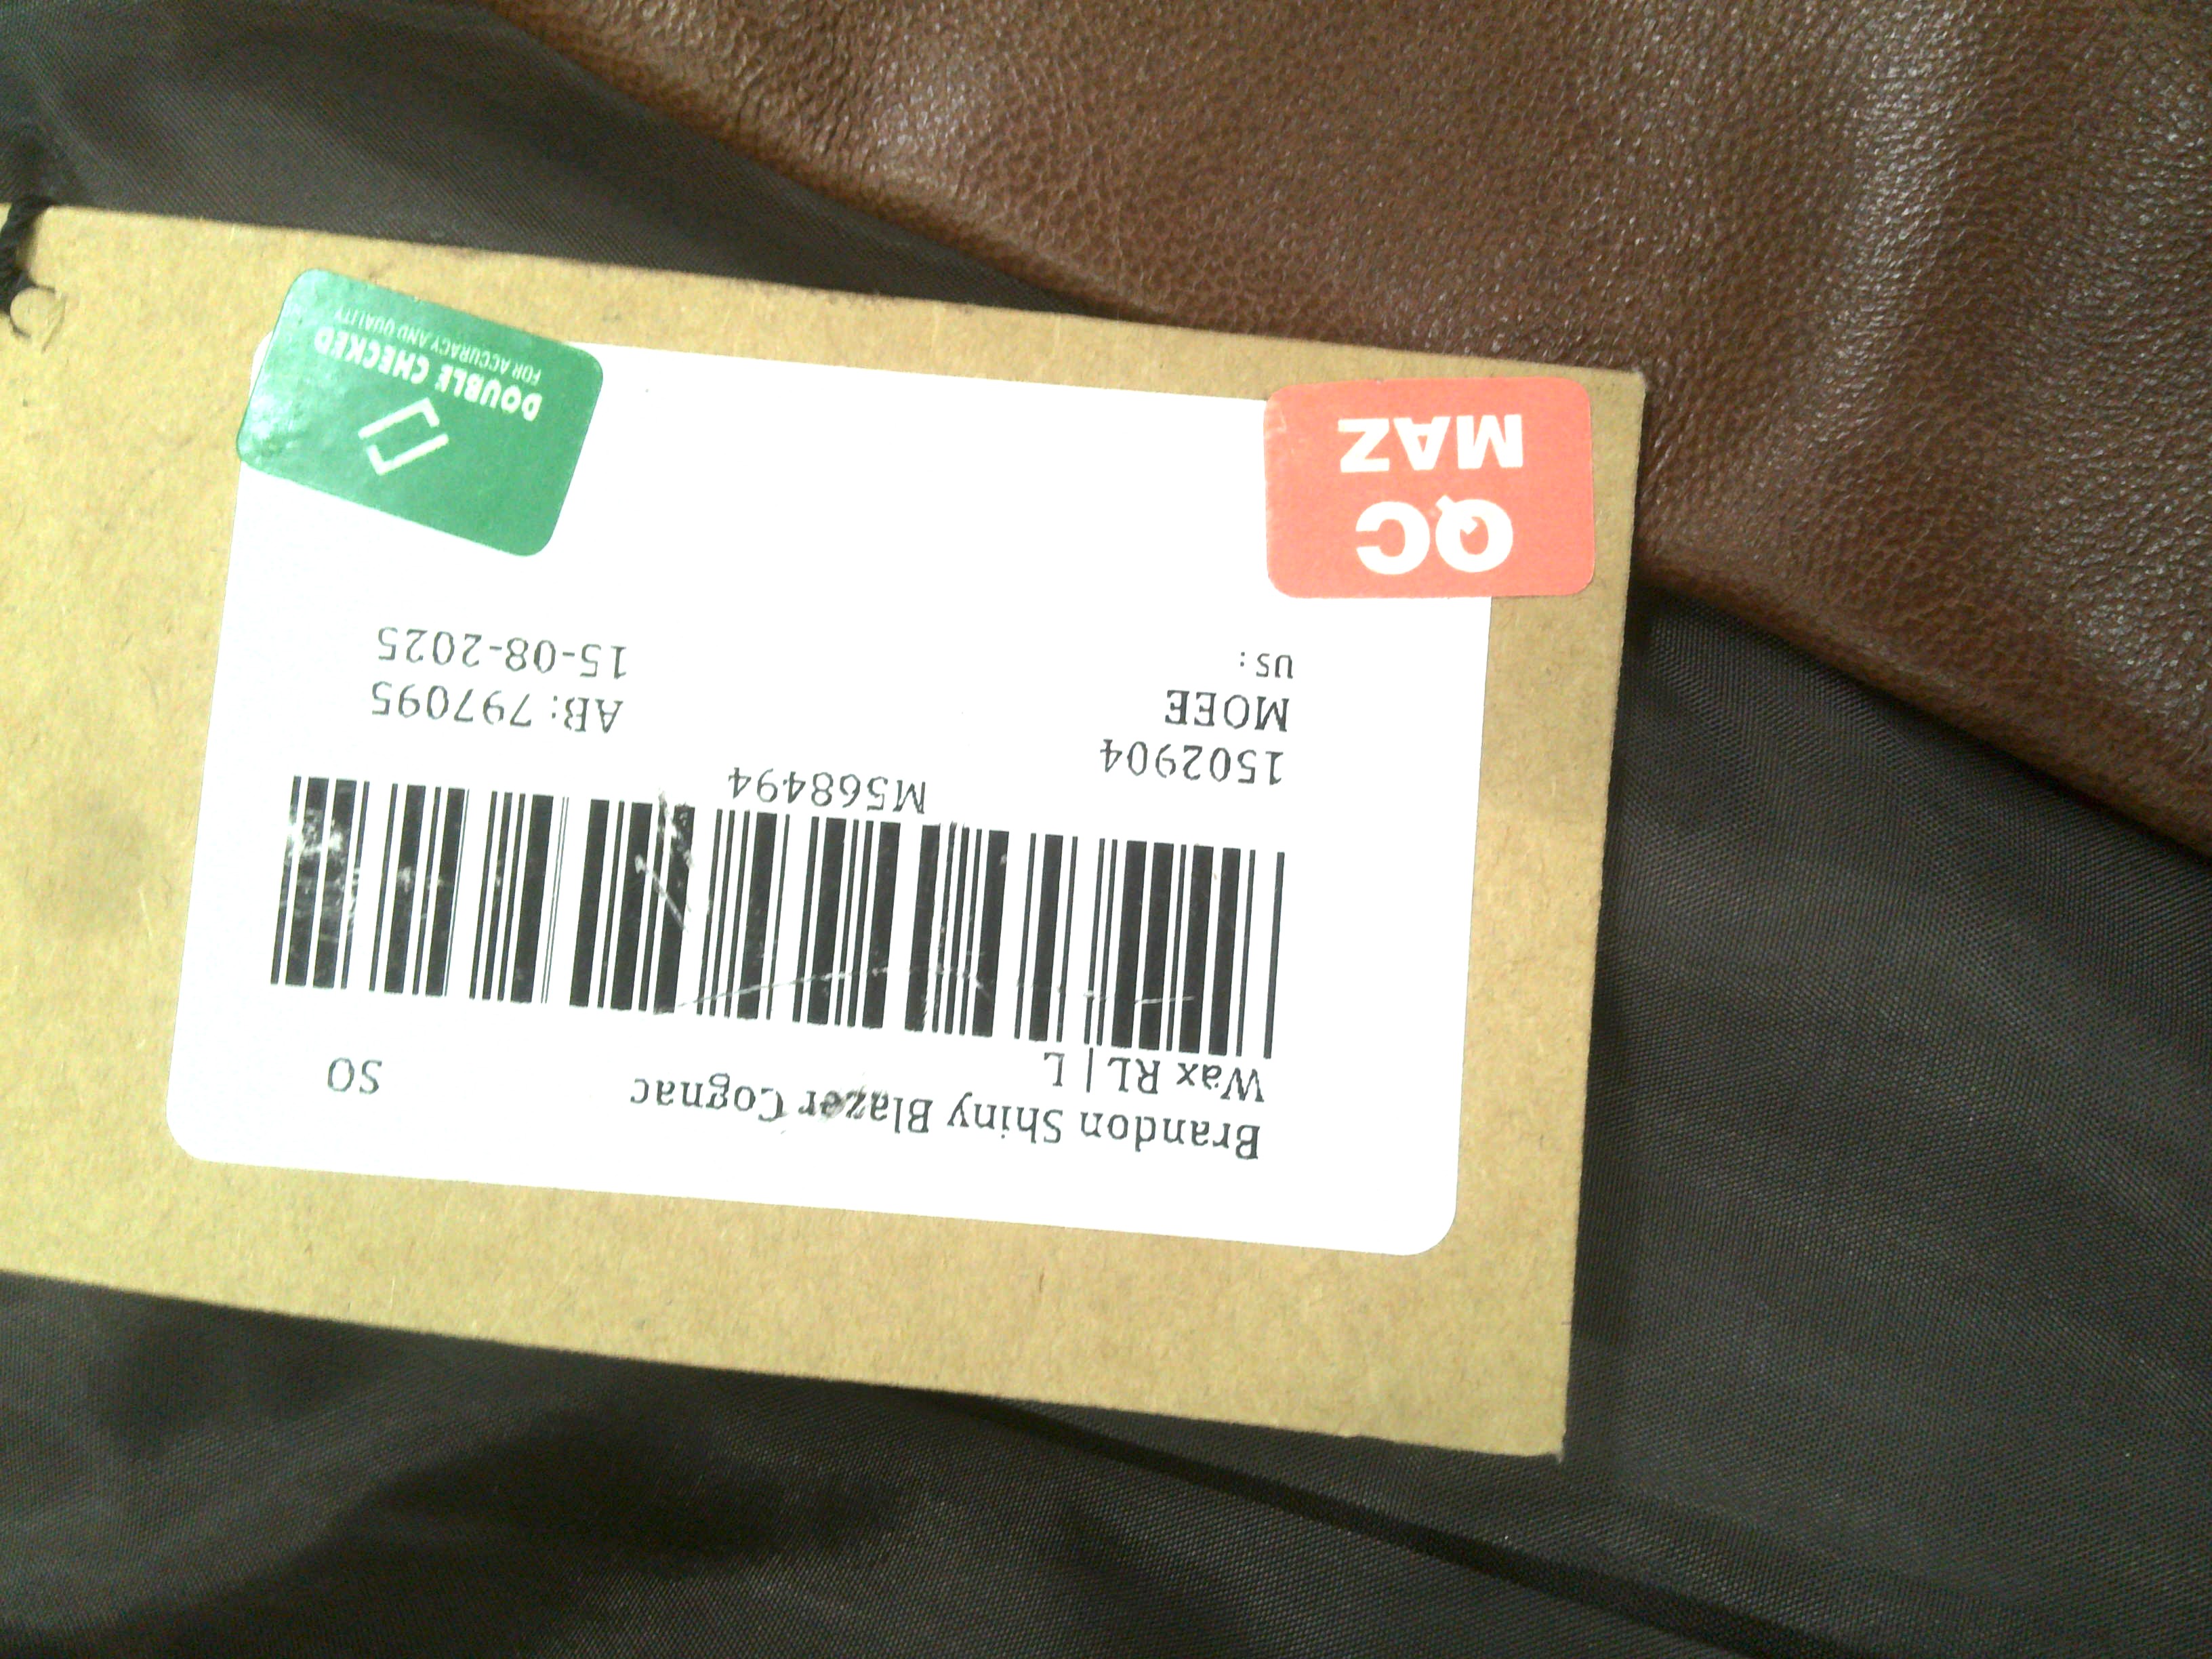 Brandon Shiny Blazer Cognac
Wax RL | L
SO
M568494
1502904
MOEE
US:
AB: 797095
15-08-2025
QC
MAZ
DOUBLE CHECKED
FOR ACCURACY AND QUALITY